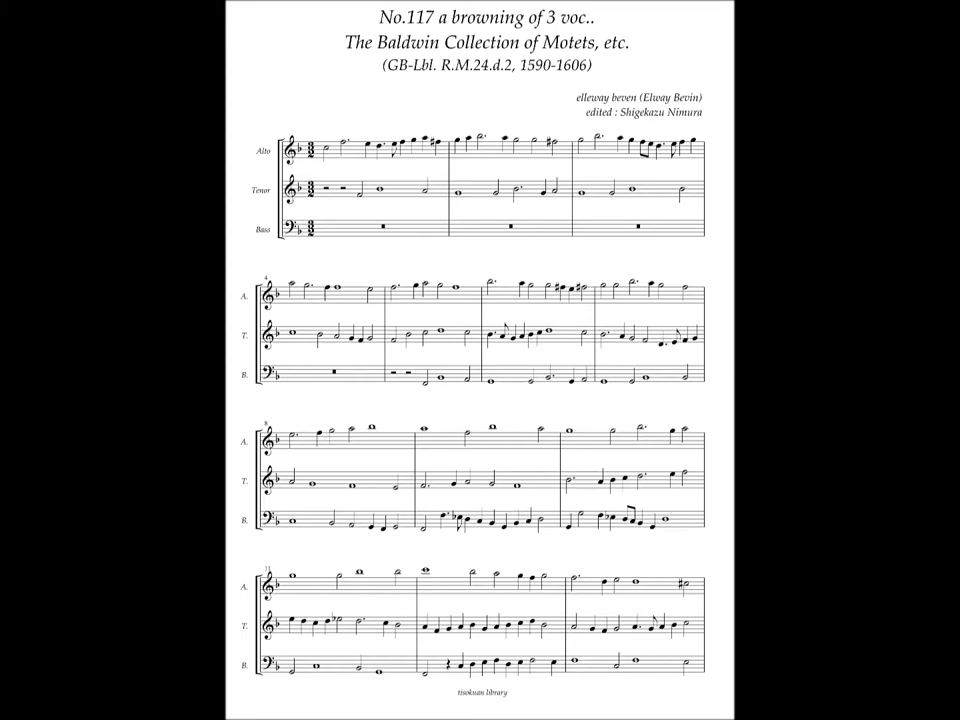 No.117 a browning of 3 voc..
The Baldwin Collection of Motets, etc.
(GB-Lbl. R.M.24.d.2, 1590-1606)
elleway beven (Elway Bevin)
edited : Shigekazu Nimura
Alto
Tenor
Bass
4
A.
T.
B.
8
A.
T.
B.
11
A.
T.
B.
tisokuan library